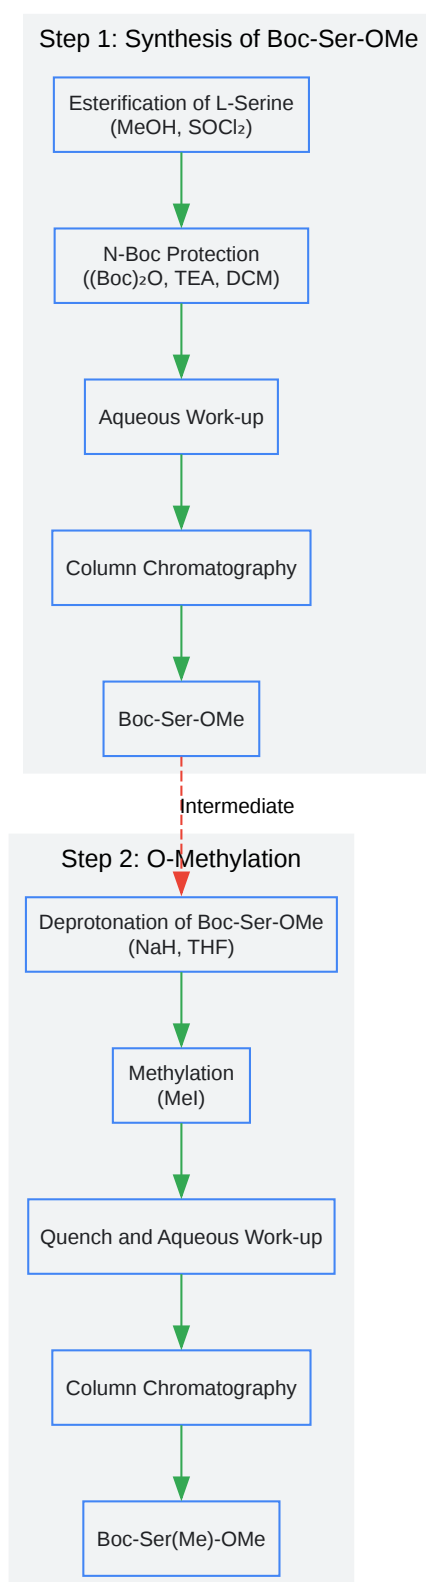 Step 1: Synthesis of Boc-Ser-OMe
Esterification of L-Serine
(MeOH, SOCl₂)
N-Boc Protection
((Boc)₂O, TEA, DCM)
Aqueous Work-up
Column Chromatography
Boc-Ser-OMe
Intermediate
Step 2: O-Methylation
Deprotonation of Boc-Ser-OMe
(NaH, THF)
Methylation
(MeI)
Quench and Aqueous Work-up
Column Chromatography
Boc-Ser(Me)-OMe